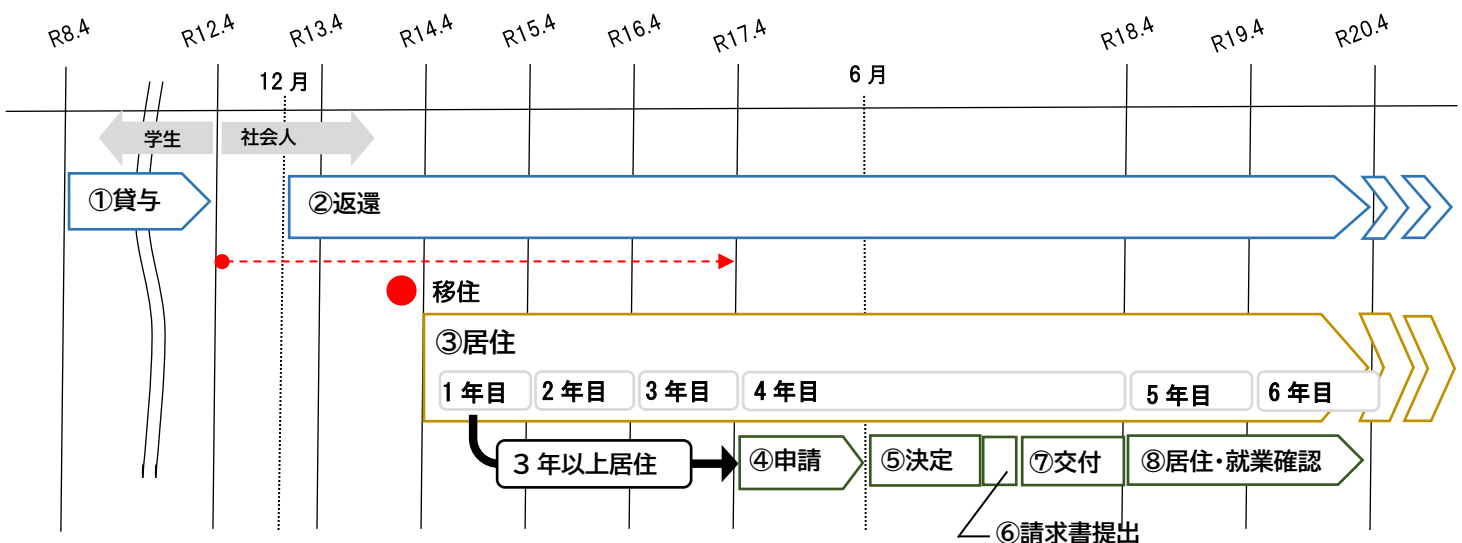 R8.4
R12.4
R13.4
R14.4
R15.4
R16.4
R17.4
R18.4
R19.4
R20.4
12 月
6 月
学生
社会人
①貸与
②返還
移住
③居住
1 年目
2 年目
3 年目
4 年目
5 年目
6 年目
3 年以上居住
④申請
⑤決定
⑦交付
⑧居住・就業確認
⑥請求書提出